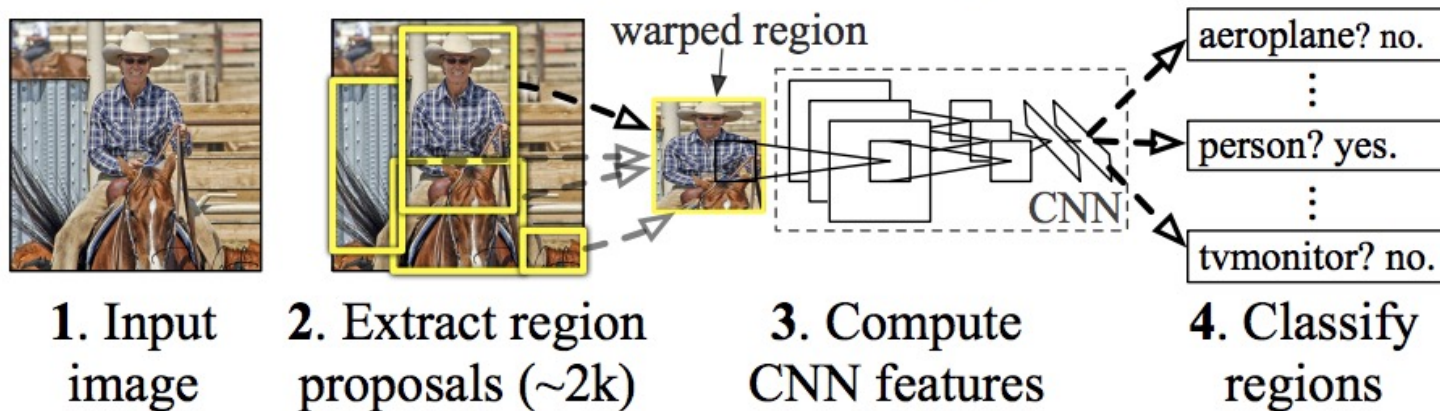 warped region
aeroplane? no.
⋮
person? yes.
⋮
tvmonitor? no.
CNN
1. Input
image
2. Extract region
proposals (~2k)
3. Compute
CNN features
4. Classify
regions